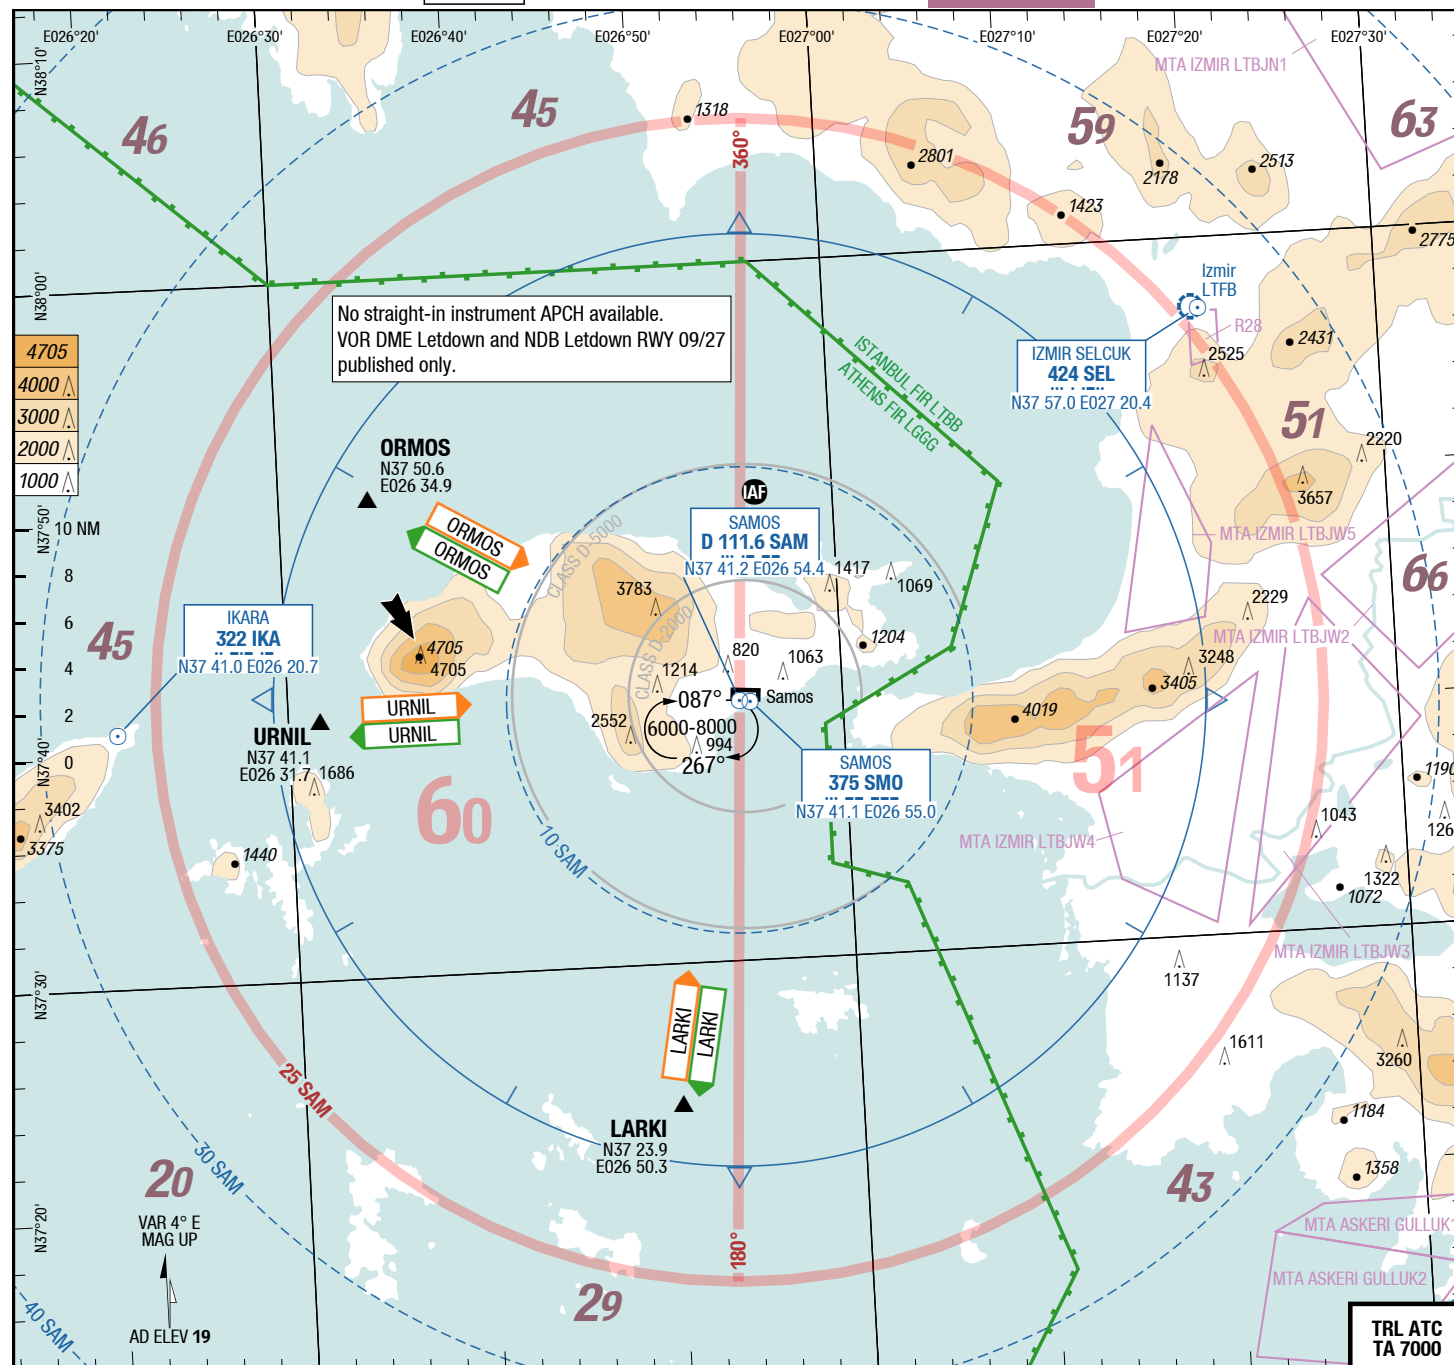 E026°20'
E026°30'
E026°40'
E026°50'
E027°00'
E027°10'
E027°20'
E027°30'
N38°10'
MTA IZMIR LTBJN1
46
45
1318
59
63
360°
2801
2178
2513
1423
2775
N38°00'
Izmir
LTFB
No straight-in instrument APCH available.
VOR DME Letdown and NDB Letdown RWY 09/27
published only.
R28
ISTANBUL FIR LTBB
ATHENS FIR LGGG
IZMIR SELCUK
424 SEL
N37 57.0 E027 20.4
2525
2431
4705
4000
3000
2000
1000
51
2220
3657
ORMOS
N37 50.6
E026 34.9
IAF
N37°50'
10 NM
8
6
4
2
0
ORMOS
ORMOS
CLASS D-5000
SAMOS
D 111.6 SAM
N37 41.2 E026 54.4
MTA IZMIR LTBJW5
66
1417
1069
3783
2229
CLASS D-2000
IKARA
322 IKA
N37 41.0 E026 20.7
45
4705
4705
820
1063
1204
MTA IZMIR LTBJW2
3248
3405
1214
087°
Samos
URNIL
URNIL
4019
2552
6000-8000
994
267°
URNIL
N37 41.1
E026 31.7
1686
N37°40'
51
SAMOS
375 SMO
N37 41.1 E026 55.0
60
1190
3402
3375
1440
10 SAM
MTA IZMIR LTBJW4
1043
126
1322
1072
MTA IZMIR LTBJW3
1137
N37°30'
LARKI
LARKI
1611
3260
25 SAM
1184
LARKI
N37 23.9
E026 50.3
30 SAM
1358
20
43
VAR 4° E
MAG UP
N37°20'
180°
MTA ASKERI GULLUK
MTA ASKERI GULLUK2
29
40 SAM
AD ELEV 19
TRL ATC
TA 7000